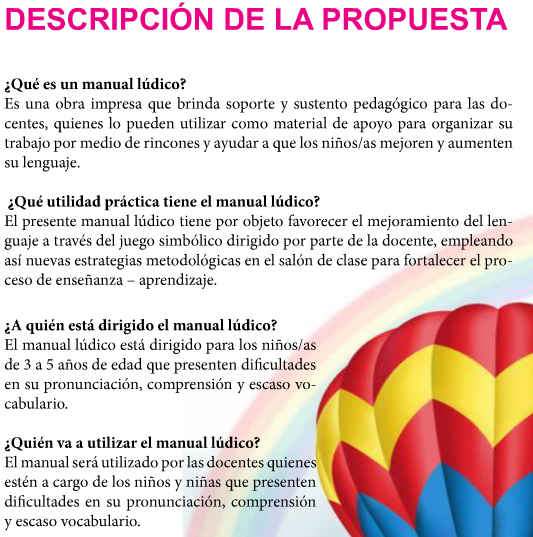 DESCRIPCIÓN DE LA PROPUESTA
¿Qué es un manual lúdico?
Es una obra impresa que brinda soporte y sustento pedagógico para las do-
centes, quienes lo pueden utilizar como material de apoyo para organizar su
trabajo por medio de rincones y ayudar a que los niños/as mejoren y aumenten
su lenguaje.
¿Qué utilidad práctica tiene el manual lúdico?
El presente manual lúdico tiene por objeto favorecer el mejoramiento del len-
guaje a través del juego simbólico dirigido por parte de la docente, empleando
así nuevas estrategias metodológicas en el salón de clase para fortalecer el pro-
ceso de enseñanza – aprendizaje.
¿A quién está dirigido el manual lúdico?
El manual lúdico está dirigido para los niños/as
de 3 a 5 años de edad que presenten dificultades
en su pronunciación, comprensión y escaso vo-
cabulario.
¿Quién va a utilizar el manual lúdico?
El manual será utilizado por las docentes quienes
estén a cargo de los niños y niñas que presenten
dificultades en su pronunciación, comprensión
y escaso vocabulario.